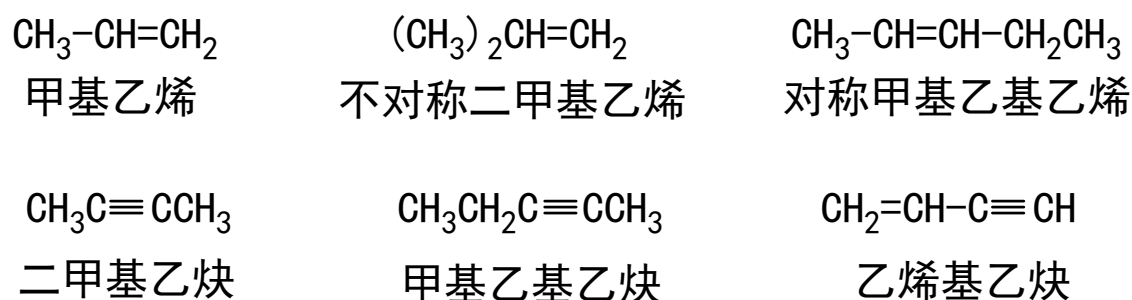 CH₃-CH=CH₂ (CH₃)₂CH=CH₂ CH₃-CH=CH-CH₂CH₃
甲基乙烯 不对称二甲基乙烯 对称甲基乙基乙烯
CH₃C≡CCH₃ CH₃CH₂C≡CCH₃ CH₂=CH-C≡CH
二甲基乙炔 甲基乙基乙炔 乙烯基乙炔